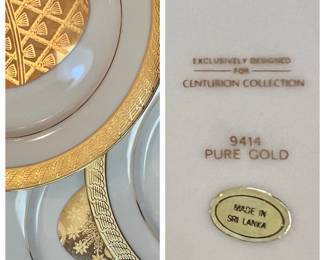 EXCLUSIVELY DESIGNED
FOR
CENTURION COLLECTION
9414
PURE GOLD
MADE IN
SRI LANKA